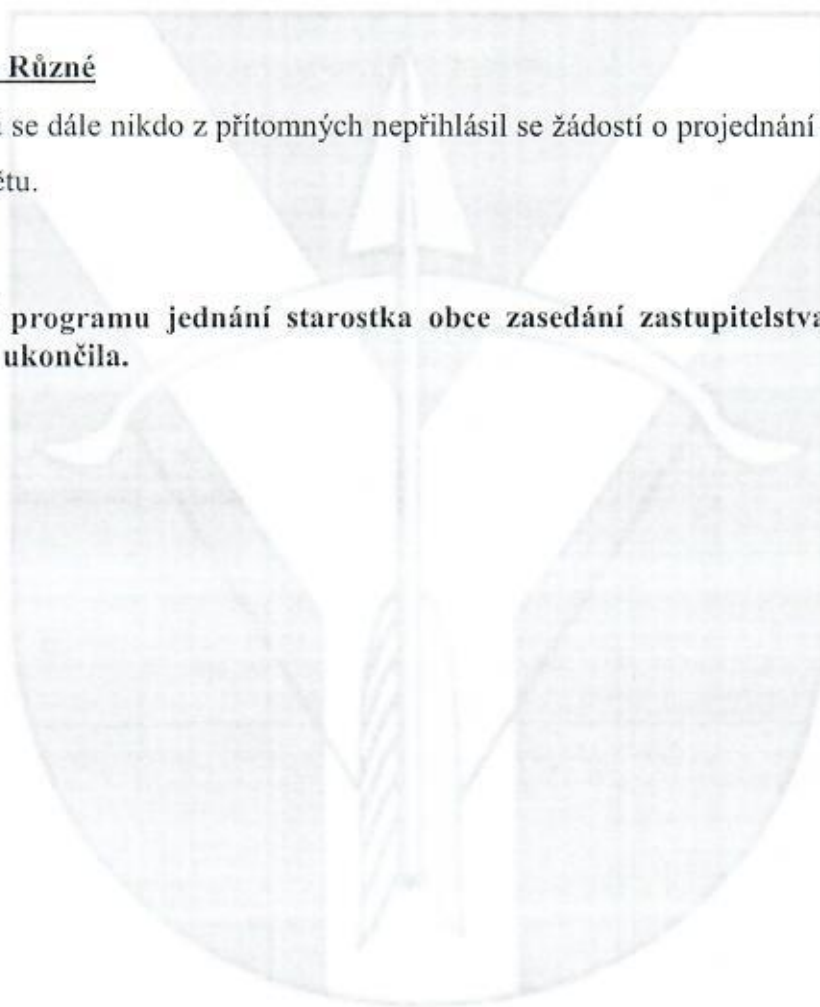 Různé
se dále nikdo z přítomných nepřihlásil se žádostí o projednání
ětu.
programu jednání starostka obce zasedání zastupitelstva
ukončila.